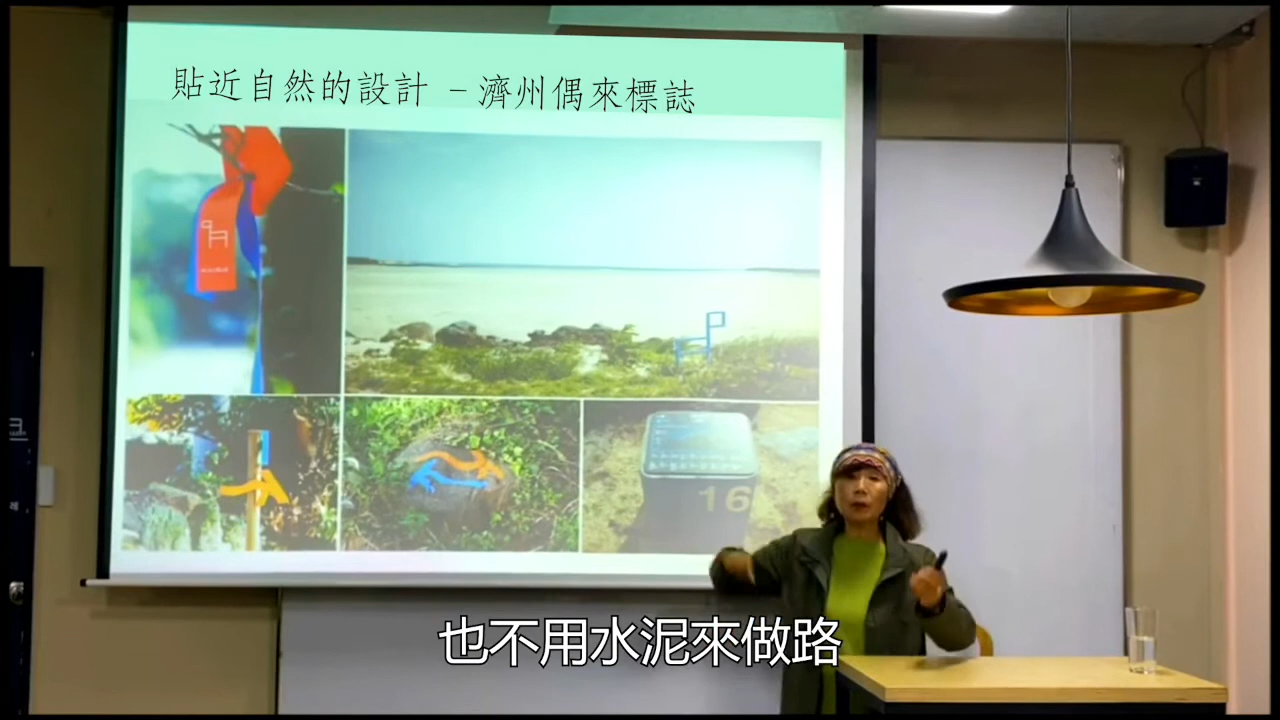 貼近自然的設計 – 濟州偶來標誌
16
也不用水泥來做路